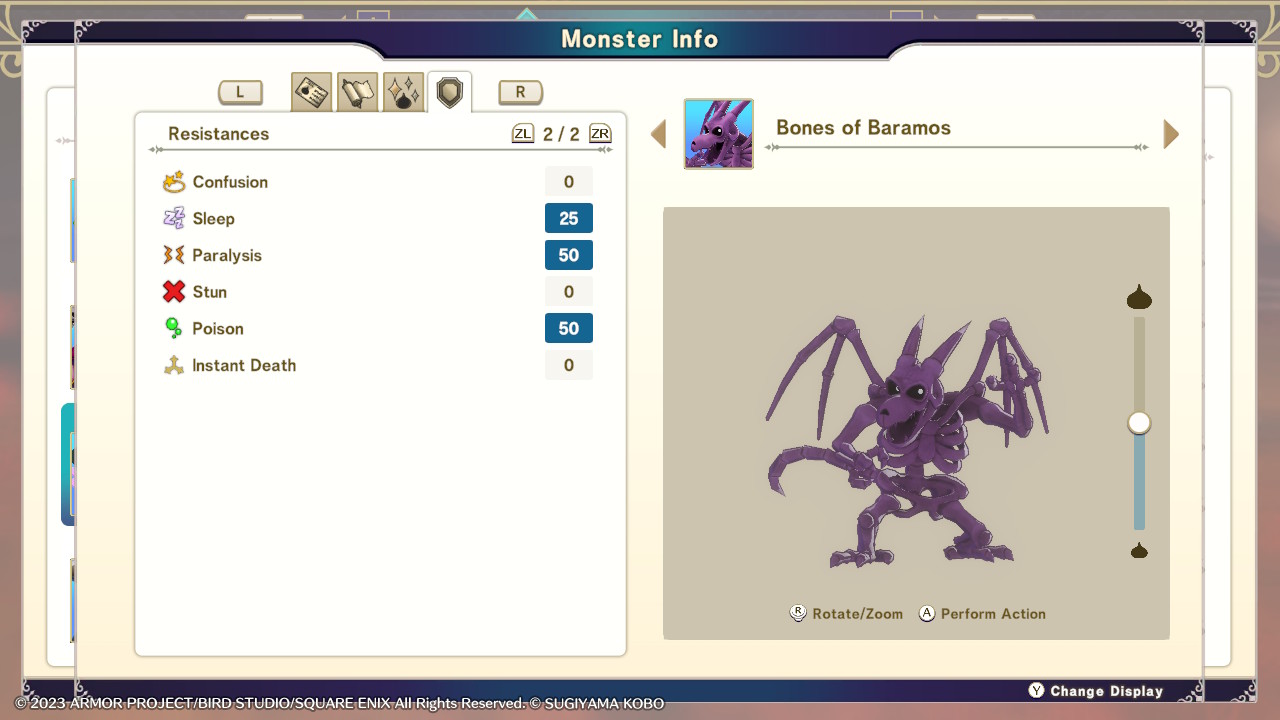 Monster Info
L
R
Resistances
ZL 2 / 2 ZR
Confusion 0
Sleep 25
Paralysis 50
Stun 0
Poison 50
Instant Death 0
Bones of Baramos
R Rotate/Zoom A Perform Action
Y Change Display
© 2023 ARMOR PROJECT/BIRD STUDIO/SQUARE ENIX All Rights Reserved. © SUGIYAMA KOBO